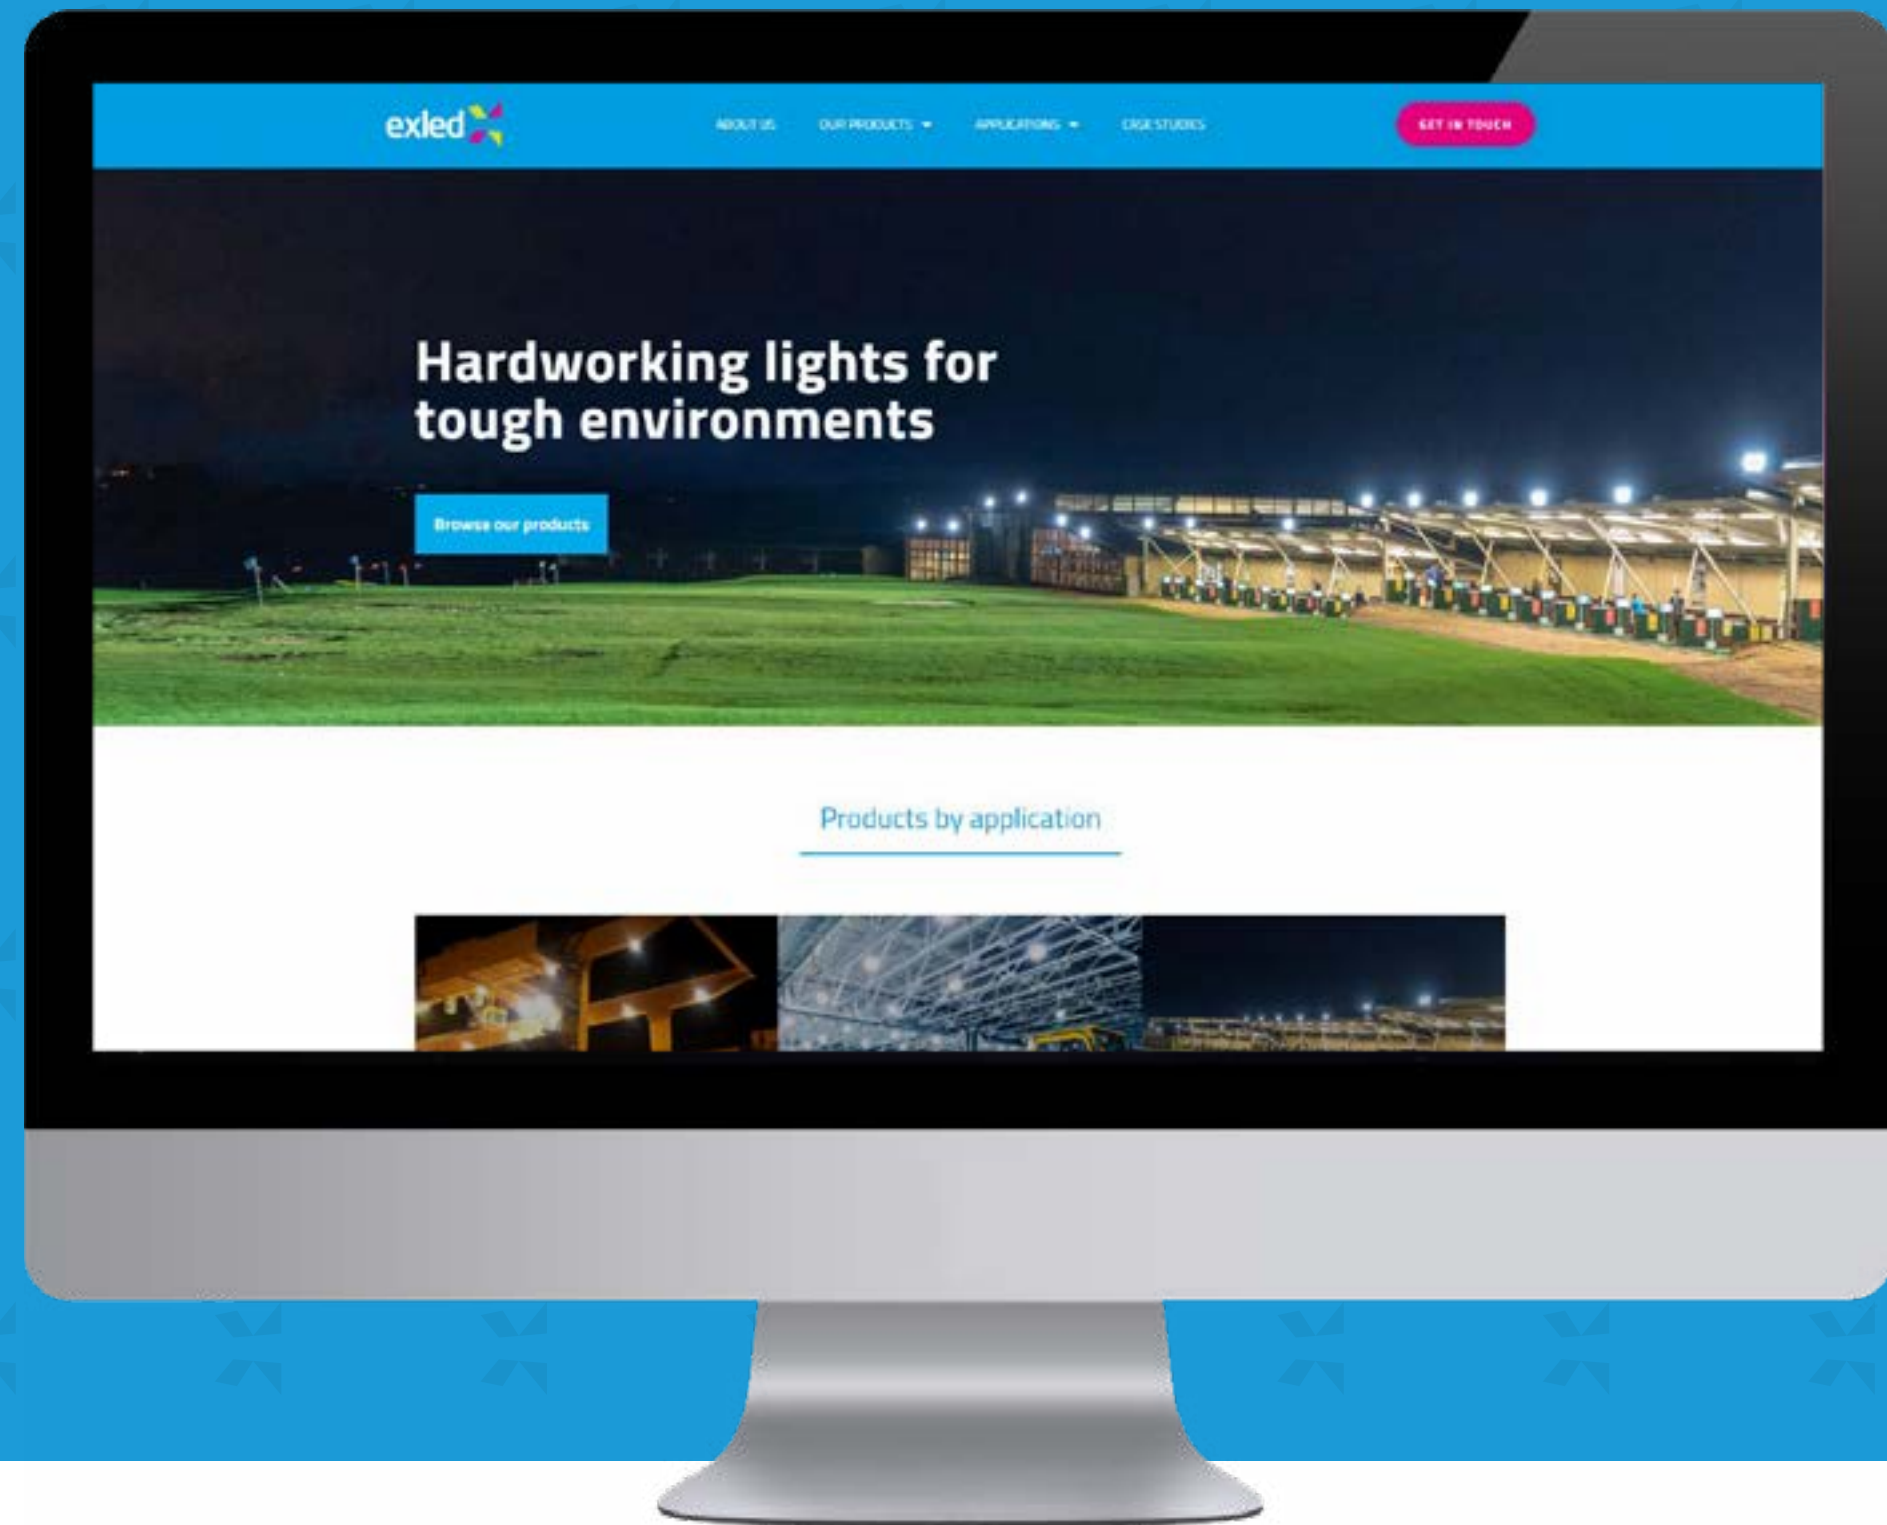 exled
ABOUT US
OUR PRODUCTS
APPLICATIONS
CASE STUDIES
GET IN TOUCH
Hardworking lights for
tough environments
Browse our products
Products by application